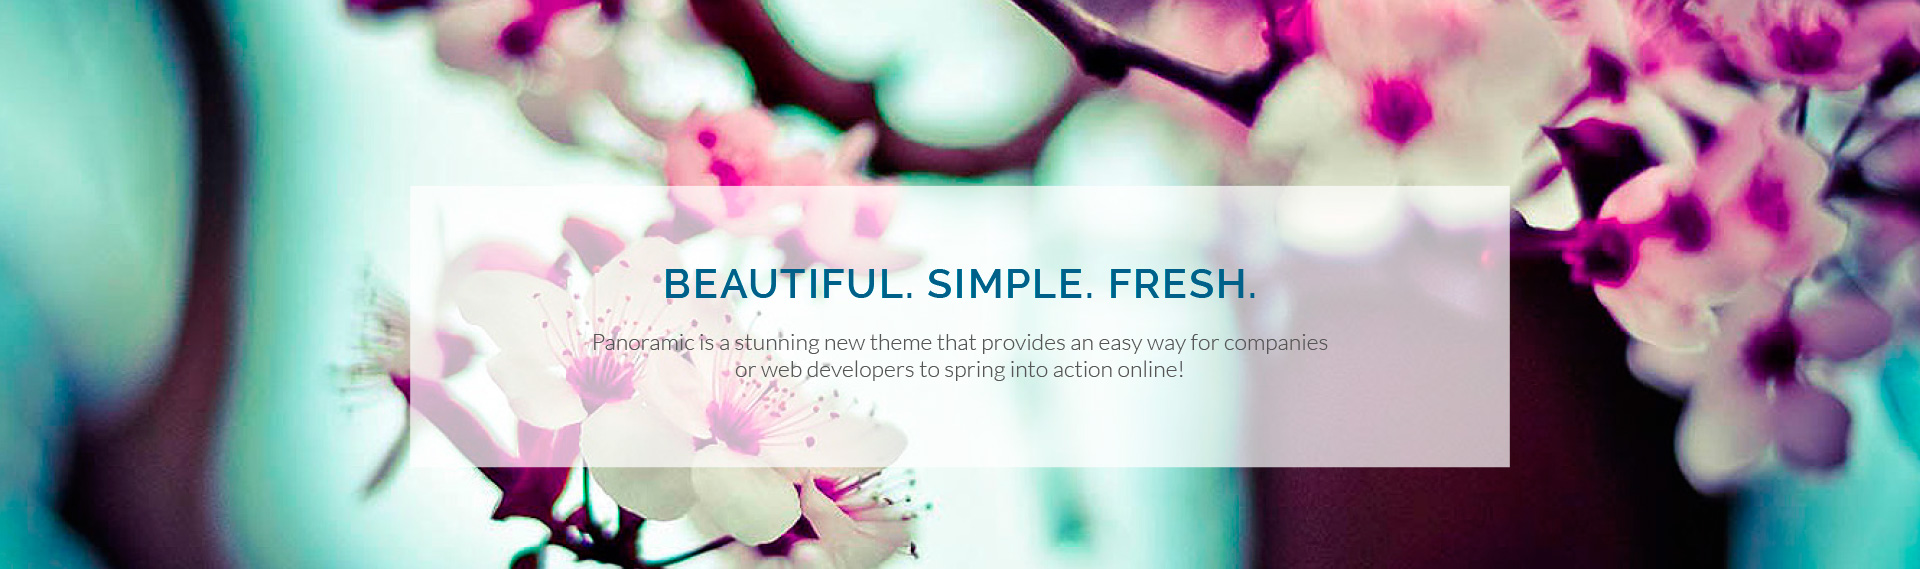 BEAUTIFUL. SIMPLE. FRESH.
Panoramic is a stunning new theme that provides an easy way for companies
or web developers to spring into action online!